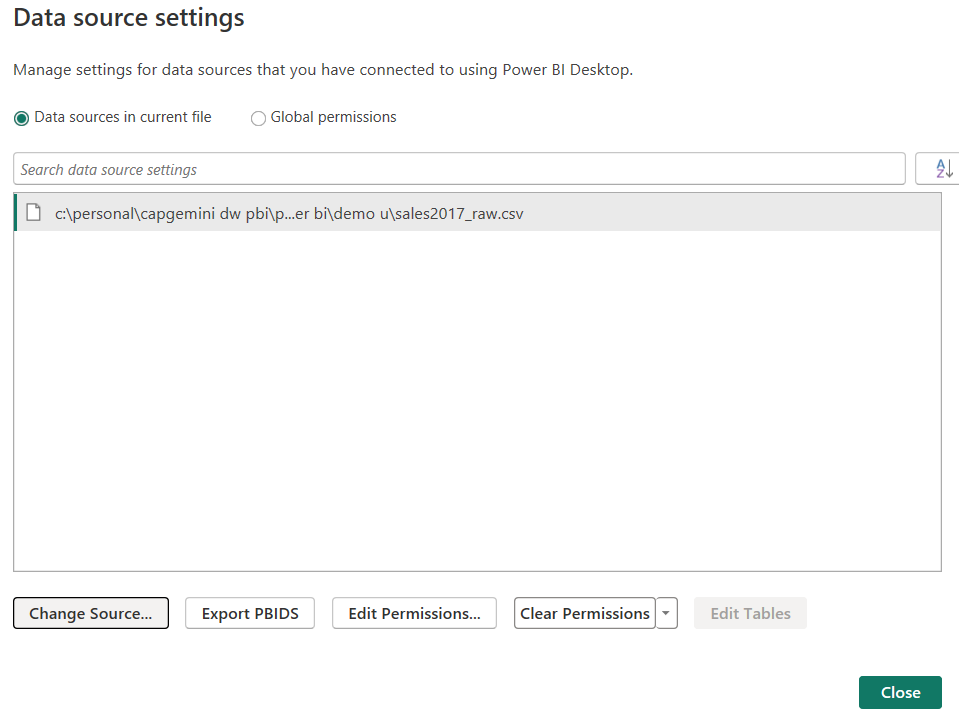 Data source settings
Manage settings for data sources that you have connected to using Power BI Desktop.
Data sources in current file Global permissions
Search data source settings
A
Z
c:\personal\capgemini dw pbi\p...er bi\demo u\sales2017_raw.csv
Change Source... Export PBIDS Edit Permissions... Clear Permissions Edit Tables
Close